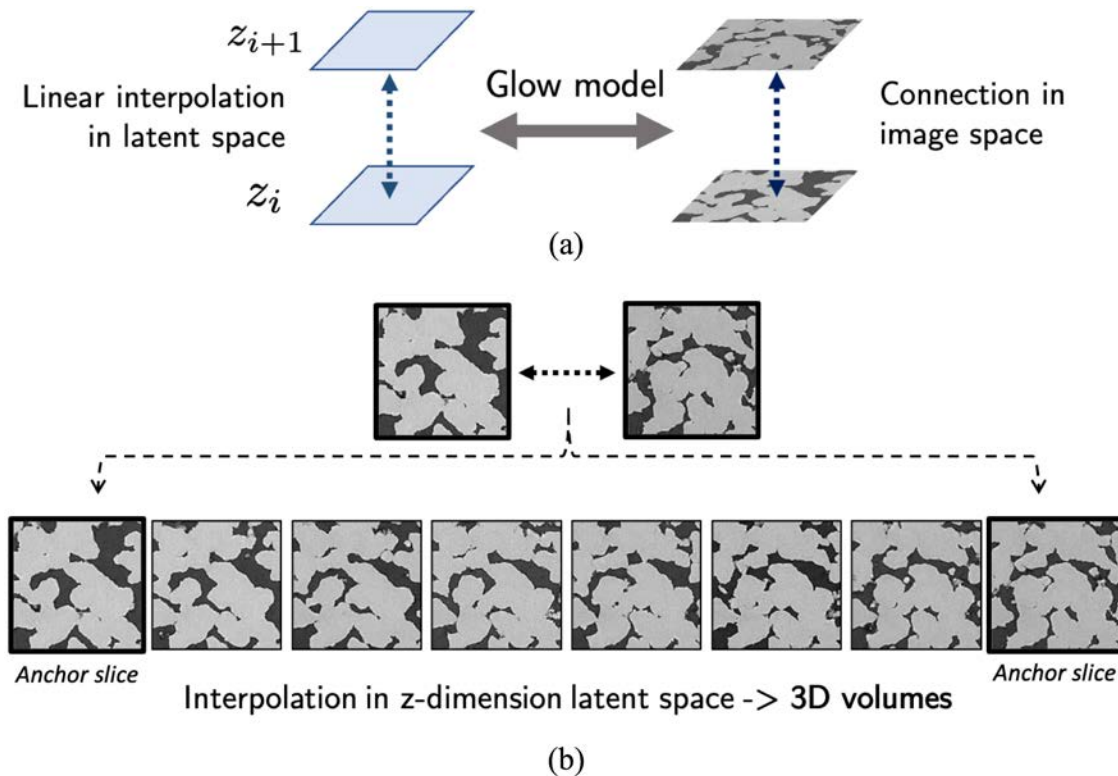 z_{i+1}
Linear interpolation
in latent space
Glow model
Connection in
image space
z_i
(a)
Anchor slice
Anchor slice
Interpolation in z-dimension latent space -> 3D volumes
(b)